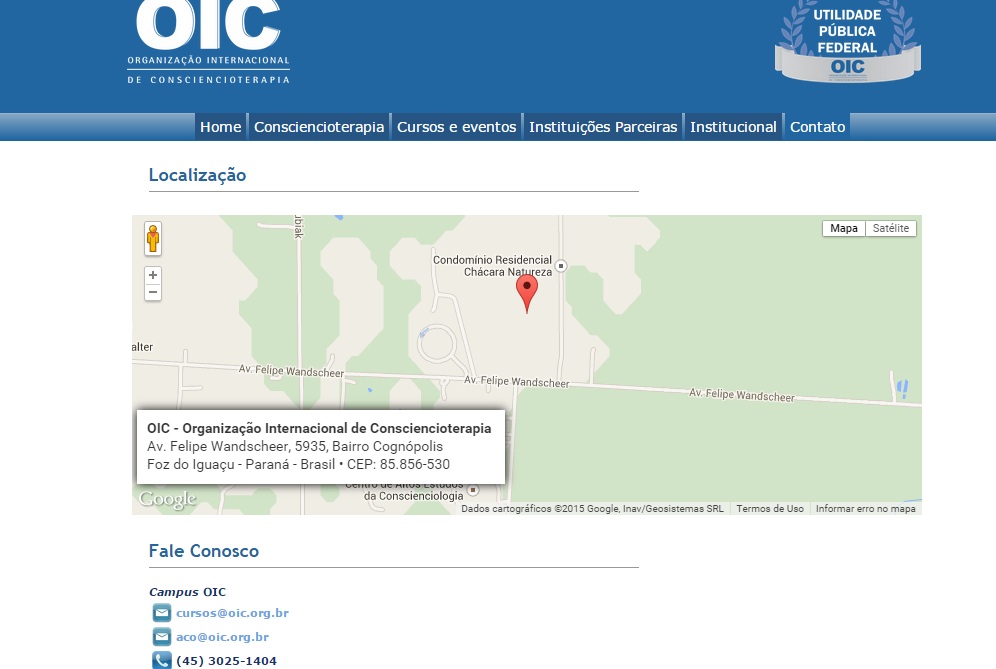 OIC
ORGANIZAÇÃO INTERNACIONAL
DE CONSCIENCIOTERAPIA
UTILIDADE
PÚBLICA
FEDERAL
OIC
Home Consciencioterapia Cursos e eventos Instituições Parceiras Institucional Contato
Localização
ubiak
Mapa Satélite
Condomínio Residencial
Chácara Natureza
+
−
alter
Av. Felipe Wandscheer
Av. Felipe Wandscheer
Av. Felipe Wandscheer
OIC - Organização Internacional de Consciencioterapia
Av. Felipe Wandscheer, 5935, Bairro Cognópolis
Foz do Iguaçu - Paraná - Brasil • CEP: 85.856-530
Centro de Altos Estudos
da Conscienciologia
Google
Dados cartográficos ©2015 Google, Inav/Geosistemas SRL Termos de Uso Informar erro no mapa
Fale Conosco
Campus OIC
cursos@oic.org.br
aco@oic.org.br
(45) 3025-1404